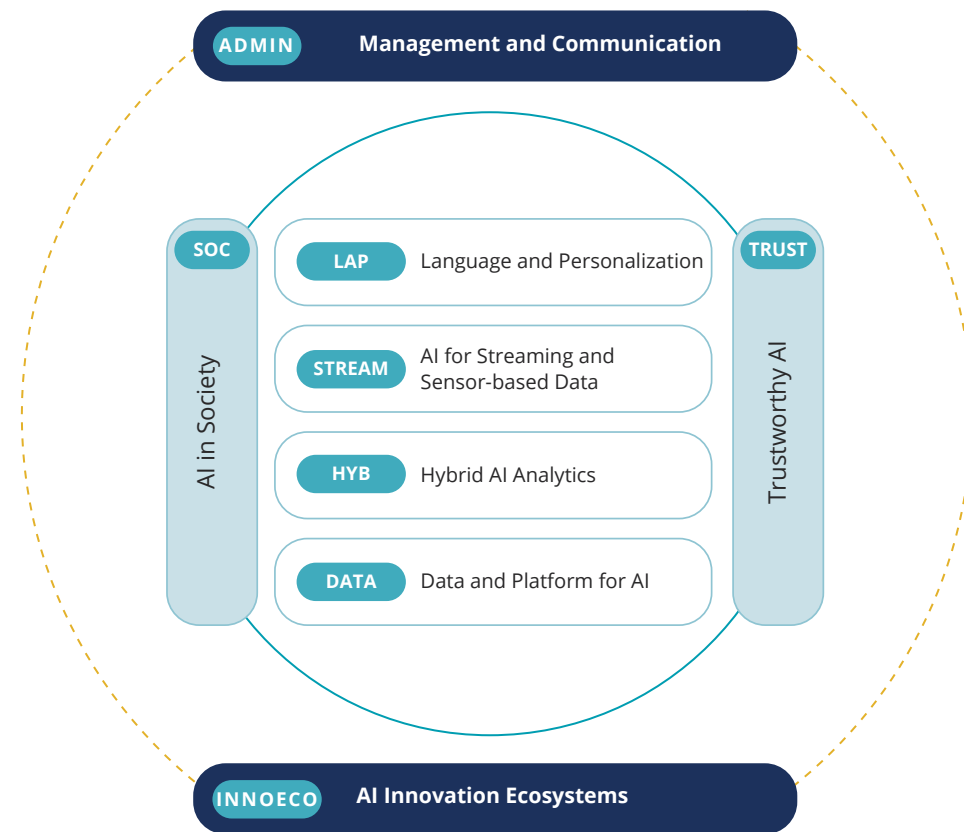 ADMIN Management and Communication
SOC
AI in Society
LAP Language and Personalization
STREAM AI for Streaming and
Sensor-based Data
HYB Hybrid AI Analytics
DATA Data and Platform for AI
TRUST
Trustworthy AI
INNOECO AI Innovation Ecosystems